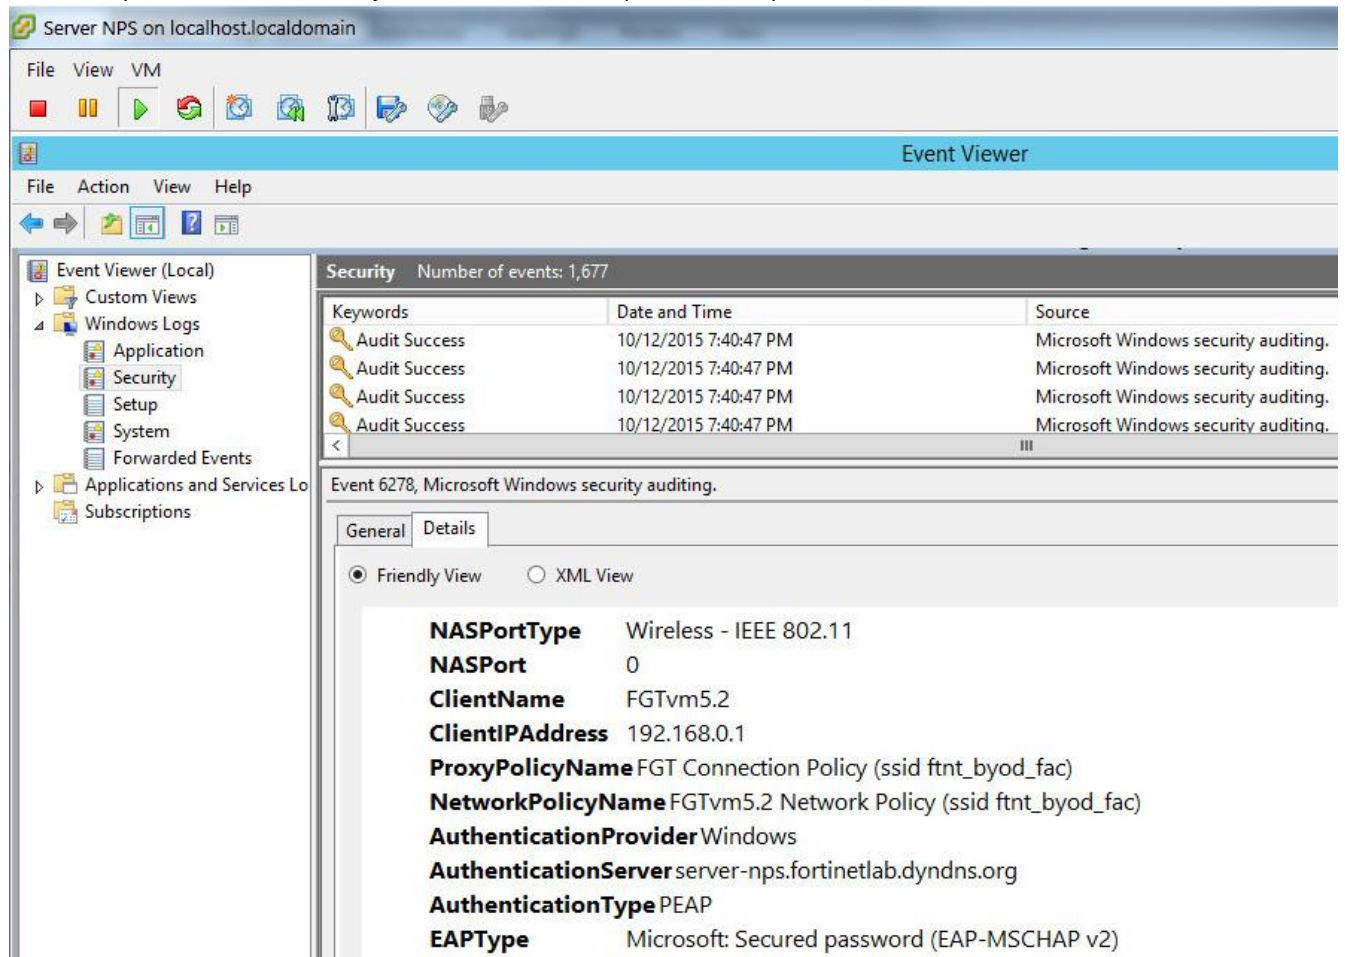 Server NPS on localhost.localdomain
File View VM
Event Viewer
File Action View Help
Event Viewer (Local)
Custom Views
Windows Logs
Application
Security
Setup
System
Forwarded Events
Applications and Services Lo
Subscriptions
Security Number of events: 1,677
Keywords Date and Time Source
Audit Success 10/12/2015 7:40:47 PM Microsoft Windows security auditing.
Audit Success 10/12/2015 7:40:47 PM Microsoft Windows security auditing.
Audit Success 10/12/2015 7:40:47 PM Microsoft Windows security auditing.
Audit Success 10/12/2015 7:40:47 PM Microsoft Windows security auditing.
Event 6278, Microsoft Windows security auditing.
General Details
Friendly View XML View
NASPortType Wireless - IEEE 802.11
NASPort 0
ClientName FGTvm5.2
ClientIPAddress 192.168.0.1
ProxyPolicyName FGT Connection Policy (ssid ftnt_byod_fac)
NetworkPolicyName FGTvm5.2 Network Policy (ssid ftnt_byod_fac)
AuthenticationProvider Windows
AuthenticationServer server-nps.fortinetlab.dyndns.org
AuthenticationType PEAP
EAPType Microsoft: Secured password (EAP-MSCHAP v2)